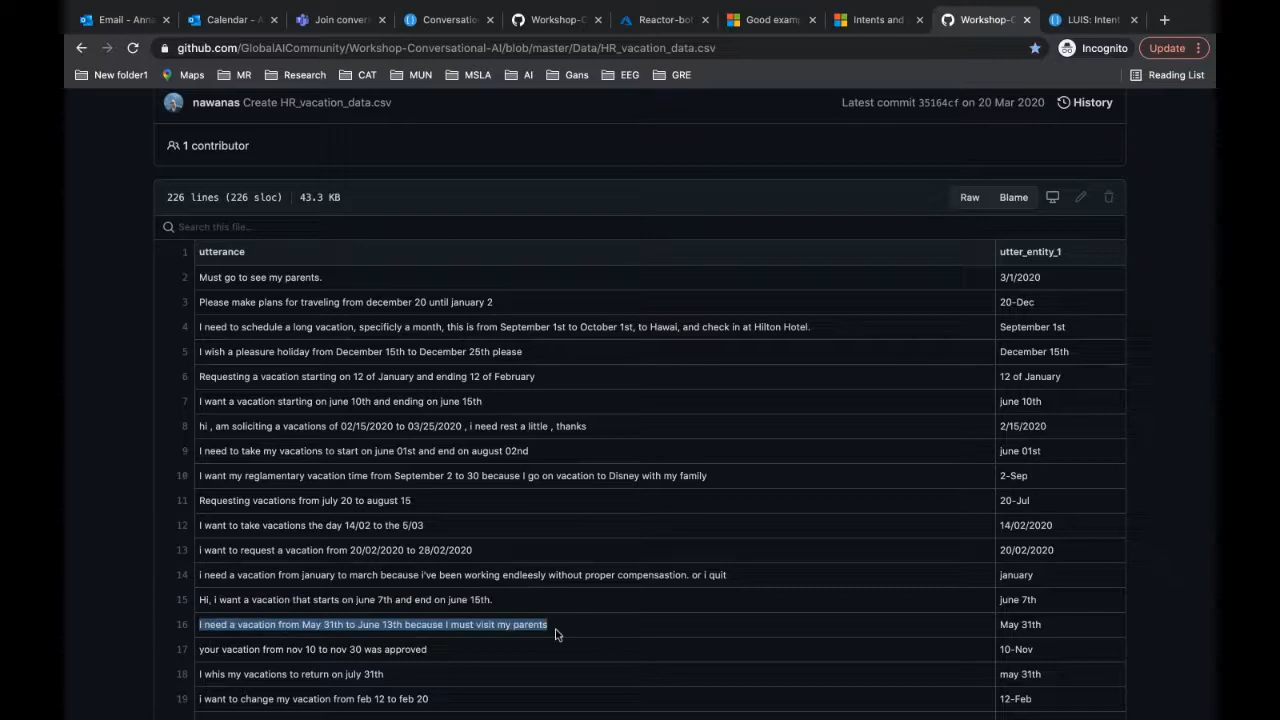 Email - Anna
Calendar - A
Join conver
Conversatio
Workshop-C
Reactor-bot
Good examp
Intents and
Workshop-C
LUIS: Intent
github.com/GlobalAICommunity/Workshop-Conversational-AI/blob/master/Data/HR_vacation_data.csv
Incognito
Update
New folder1
Maps
MR
Research
CAT
MUN
MSLA
AI
Gans
EEG
GRE
Reading List
nawanas Create HR_vacation_data.csv
Latest commit 35164cf on 20 Mar 2020
History
1 contributor
226 lines (226 sloc) | 43.3 KB
Raw
Blame
Search this file…
1 utterance utter_entity_1
2 Must go to see my parents. 3/1/2020
3 Please make plans for traveling from december 20 until january 2 20-Dec
4 I need to schedule a long vacation, specificly a month, this is from September 1st to October 1st, to Hawai, and check in at Hilton Hotel. September 1st
5 I wish a pleasure holiday from December 15th to December 25th please December 15th
6 Requesting a vacation starting on 12 of January and ending 12 of February 12 of January
7 I want a vacation starting on june 10th and ending on june 15th june 10th
8 hi , am soliciting a vacations of 02/15/2020 to 03/25/2020 , i need rest a little , thanks 2/15/2020
9 I need to take my vacations to start on june 01st and end on august 02nd june 01st
10 I want my reglamentary vacation time from September 2 to 30 because I go on vacation to Disney with my family 2-Sep
11 Requesting vacations from july 20 to august 15 20-Jul
12 I want to take vacations the day 14/02 to the 5/03 14/02/2020
13 i want to request a vacation from 20/02/2020 to 28/02/2020 20/02/2020
14 i need a vacation from january to march because i've been working endleesly without proper compensastion. or i quit january
15 Hi, i want a vacation that starts on june 7th and end on june 15th. june 7th
16 I need a vacation from May 31th to June 13th because I must visit my parents May 31th
17 your vacation from nov 10 to nov 30 was approved 10-Nov
18 I whis my vacations to return on july 31th may 31th
19 i want to change my vacation from feb 12 to feb 20 12-Feb